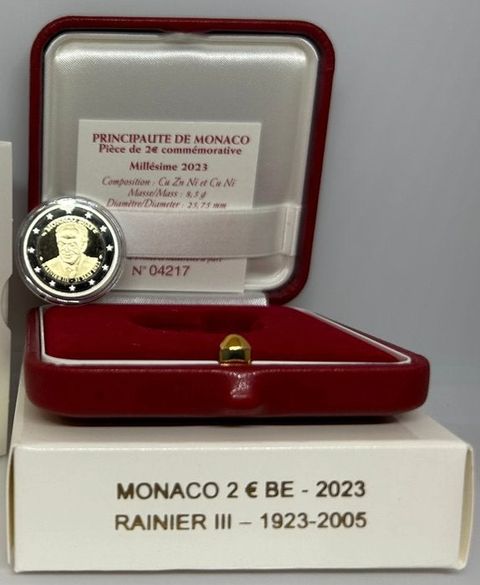 PRINCIPAUTE DE MONACO
Pièce de 2€ commémorative
Millésime 2023
Composition : Cu Zn Ni et Cu Ni
Masse/Mass : 8,5 g
Diamètre/Diameter : 25,75 mm
N° 04217
MONACO 2 € BE - 2023
RAINIER III – 1923-2005